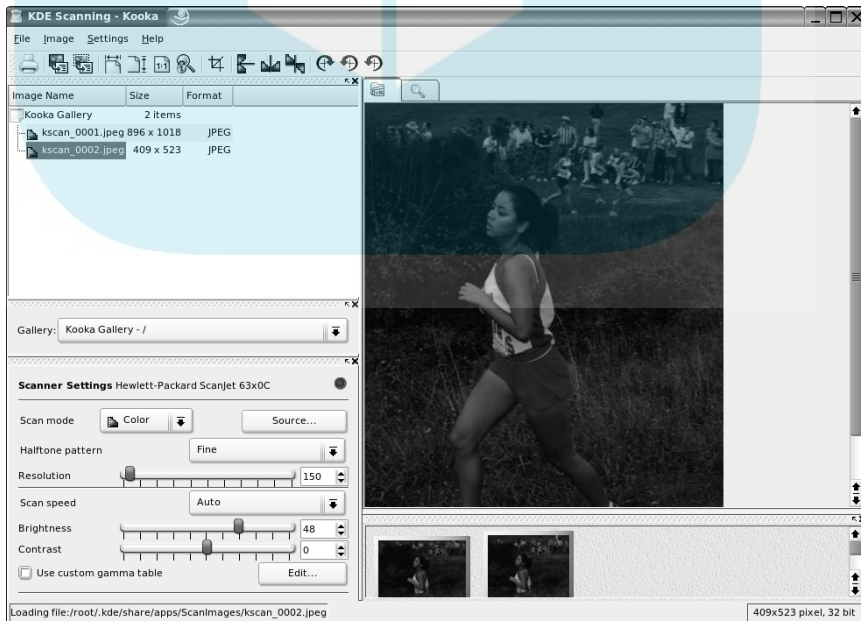 KDE Scanning - Kooka
File Image Settings Help
Image Name Size Format
Kooka Gallery 2 items
kscan_0001.jpeg 896 x 1018 JPEG
kscan_0002.jpeg 409 x 523 JPEG
Gallery: Kooka Gallery - /
Scanner Settings Hewlett-Packard ScanJet 63x0C
Scan mode Color Source...
Halftone pattern Fine
Resolution 150
Scan speed Auto
Brightness 48
Contrast 0
Use custom gamma table Edit...
Loading file:/root/.kde/share/apps/ScanImages/kscan_0002.jpeg
409x523 pixel, 32 bit